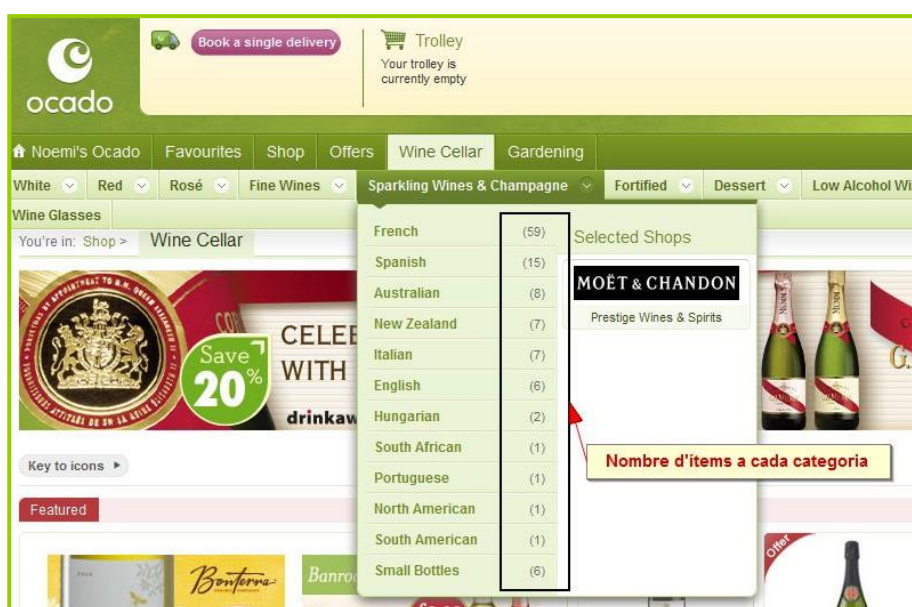 ocado
Book a single delivery
Trolley
Your trolley is
currently empty
Noemi's Ocado Favourites Shop Offers Wine Cellar Gardening
White Red Rosé Fine Wines Sparkling Wines & Champagne Fortified Dessert Low Alcohol
Wine Glasses
You're in: Shop > Wine Cellar
French (59)
Spanish (15)
Australian (8)
New Zealand (7)
Italian (7)
English (6)
Hungarian (2)
South African (1)
Portuguese (1)
North American (1)
South American (1)
Small Bottles (6)
Selected Shops
MOËT & CHANDON
Prestige Wines & Spirits
Save
20%
WITH
Nombre d'ítems a cada categoria
Key to icons
Featured
Bonterra
Offer